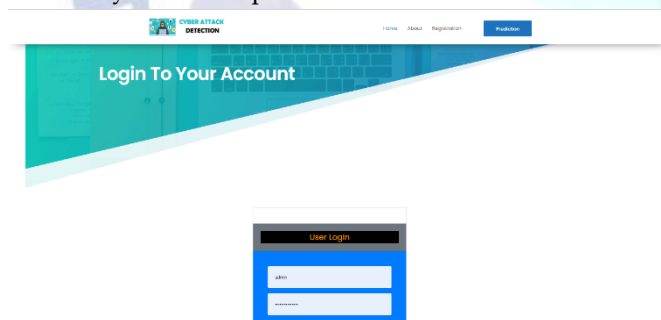 CYBER ATTACK
DETECTION
Home About Registration Prediction
Login To Your Account
User Login
admin